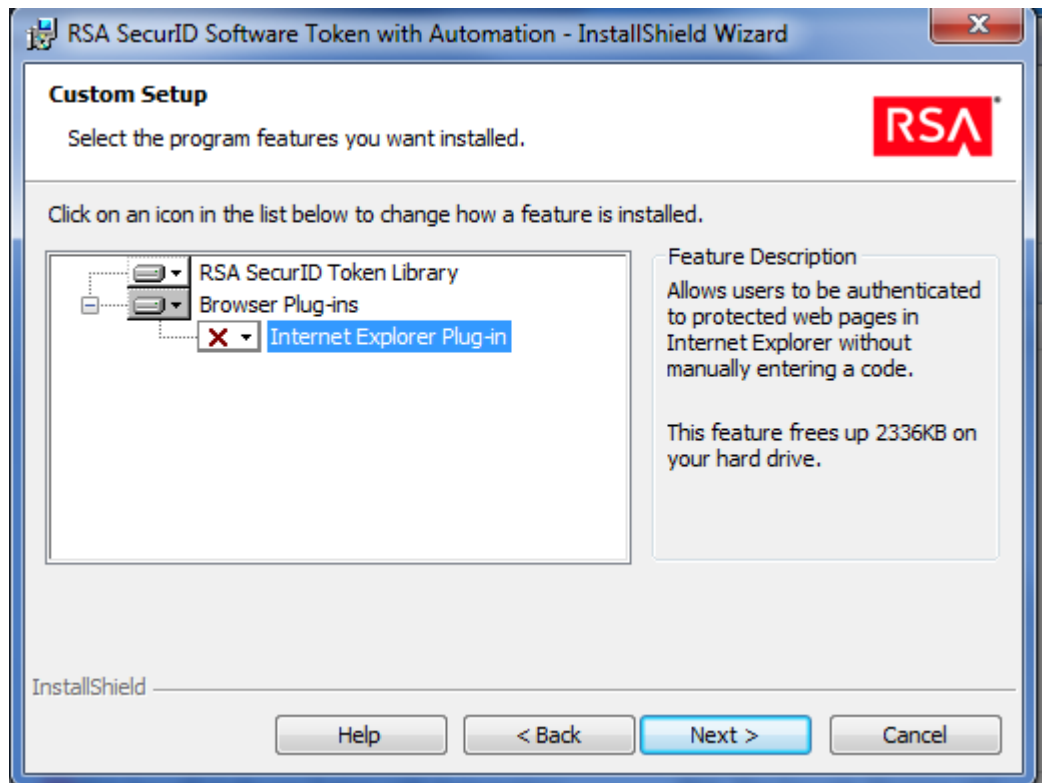 RSA SecurID Software Token with Automation - InstallShield Wizard
Custom Setup
Select the program features you want installed.
RSA
Click on an icon in the list below to change how a feature is installed.
RSA SecurID Token Library
Browser Plug-ins
Internet Explorer Plug-in
Feature Description
Allows users to be authenticated
to protected web pages in
Internet Explorer without
manually entering a code.
This feature frees up 2336KB on
your hard drive.
InstallShield
Help
< Back
Next >
Cancel